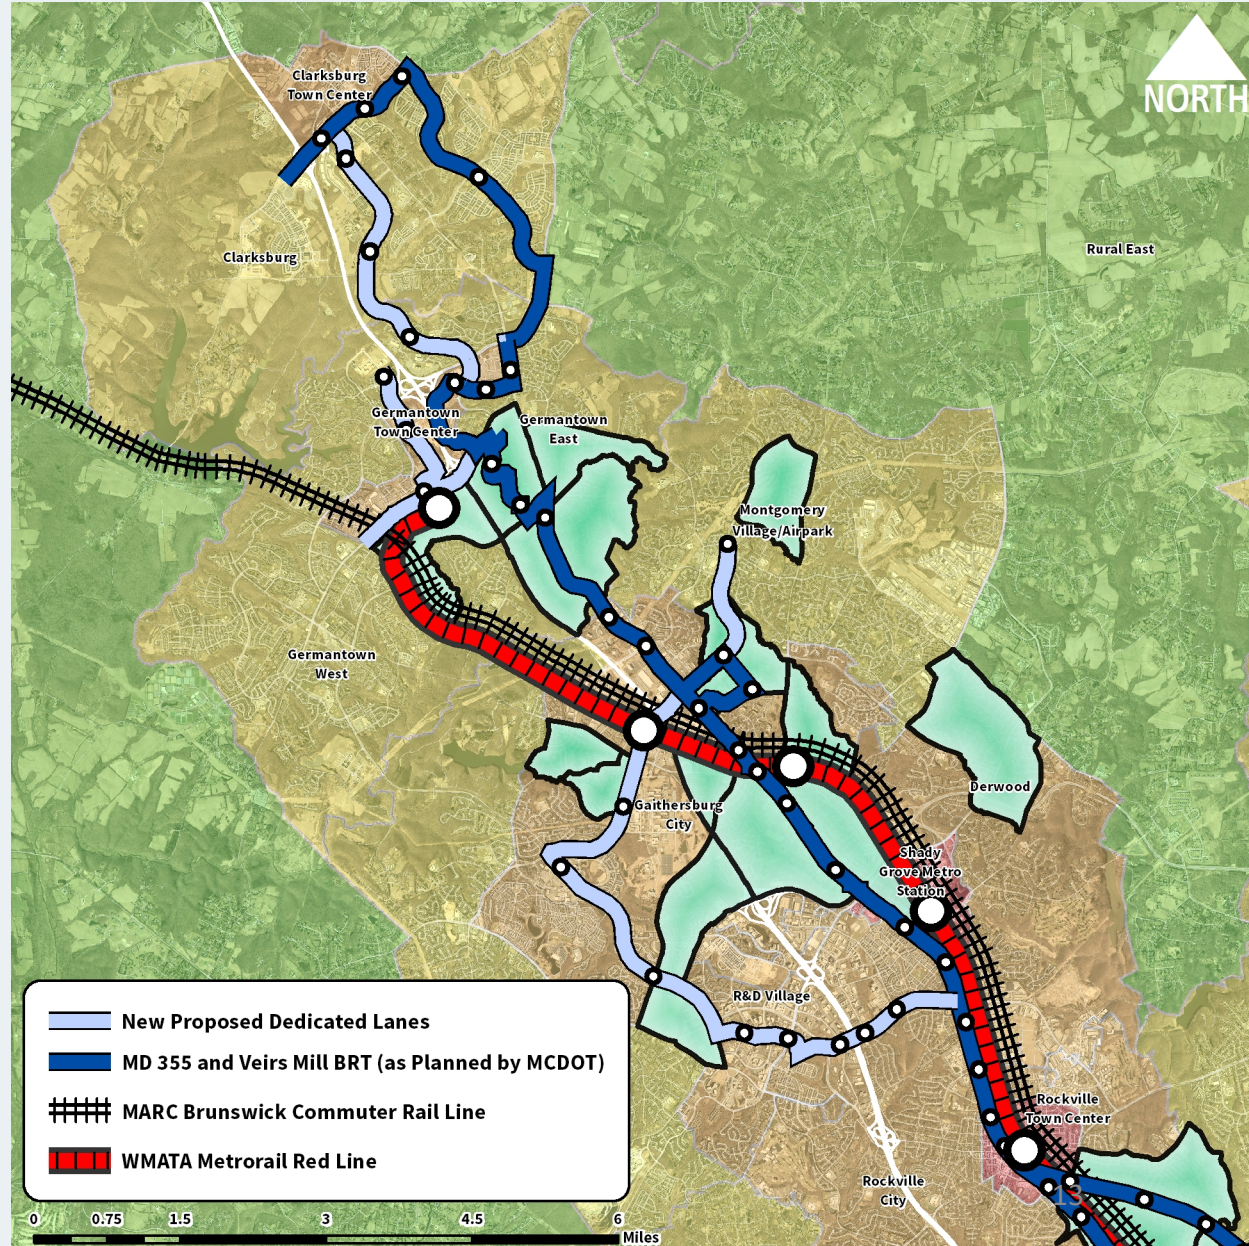 NORTH
Clarksburg
Town Center
Clarksburg
Rural East
Germantown
Town Center
Germantown
East
Montgomery
Village/Airpark
Germantown
West
Gaithersburg
City
Derwood
Shady
Grove Metro
Station
R&D Village
Rockville
Town Center
Rockville
City
13
New Proposed Dedicated Lanes
MD 355 and Veirs Mill BRT (as Planned by MCDOT)
MARC Brunswick Commuter Rail Line
WMATA Metrorail Red Line
0 0.75 1.5 3 4.5 6
Miles